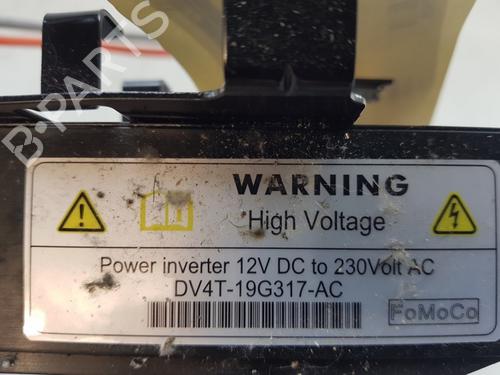 B-PARTS
WARNING
High Voltage
Power inverter 12V DC to 230Volt AC
DV4T-19G317-AC
FoMoCo